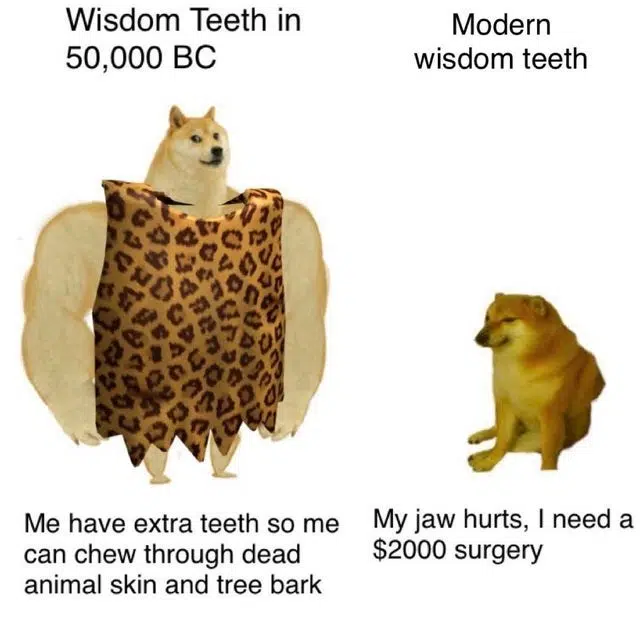 Wisdom Teeth in
50,000 BC
Modern
wisdom teeth
Me have extra teeth so me
can chew through dead
animal skin and tree bark
My jaw hurts, I need a
$2000 surgery